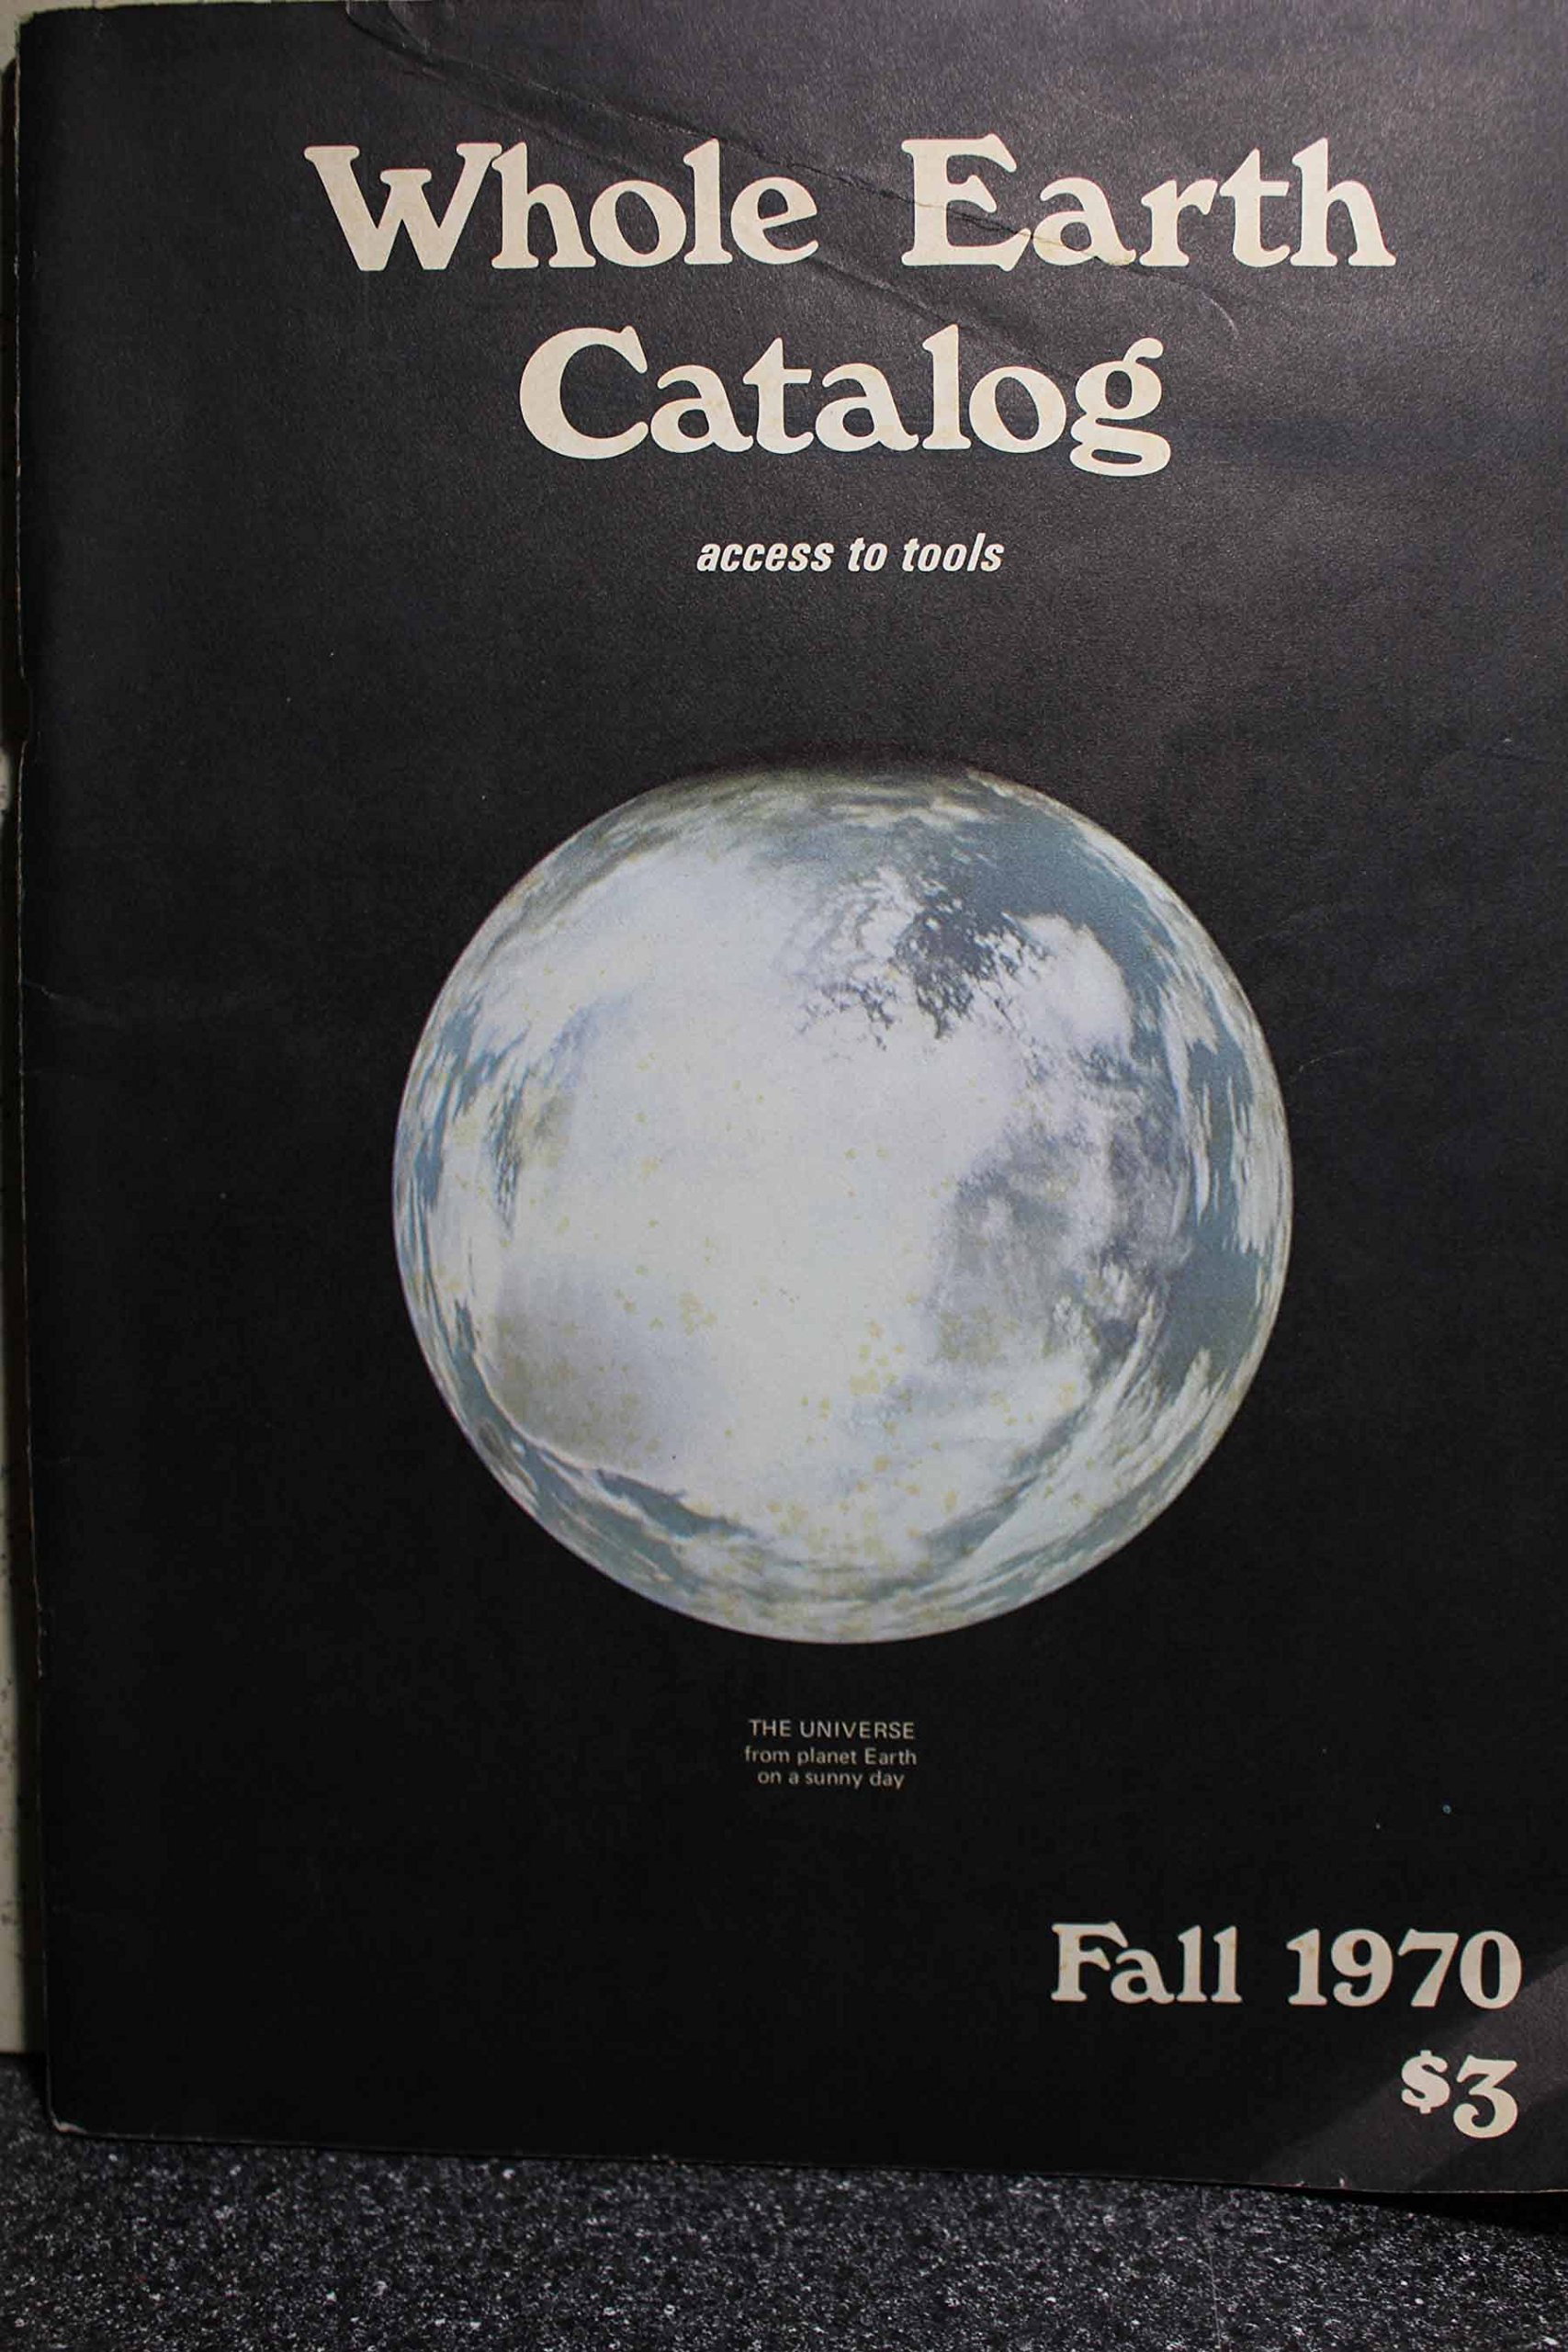 Whole Earth
Catalog
access to tools
THE UNIVERSE
from planet Earth
on a sunny day
Fall 1970
$3